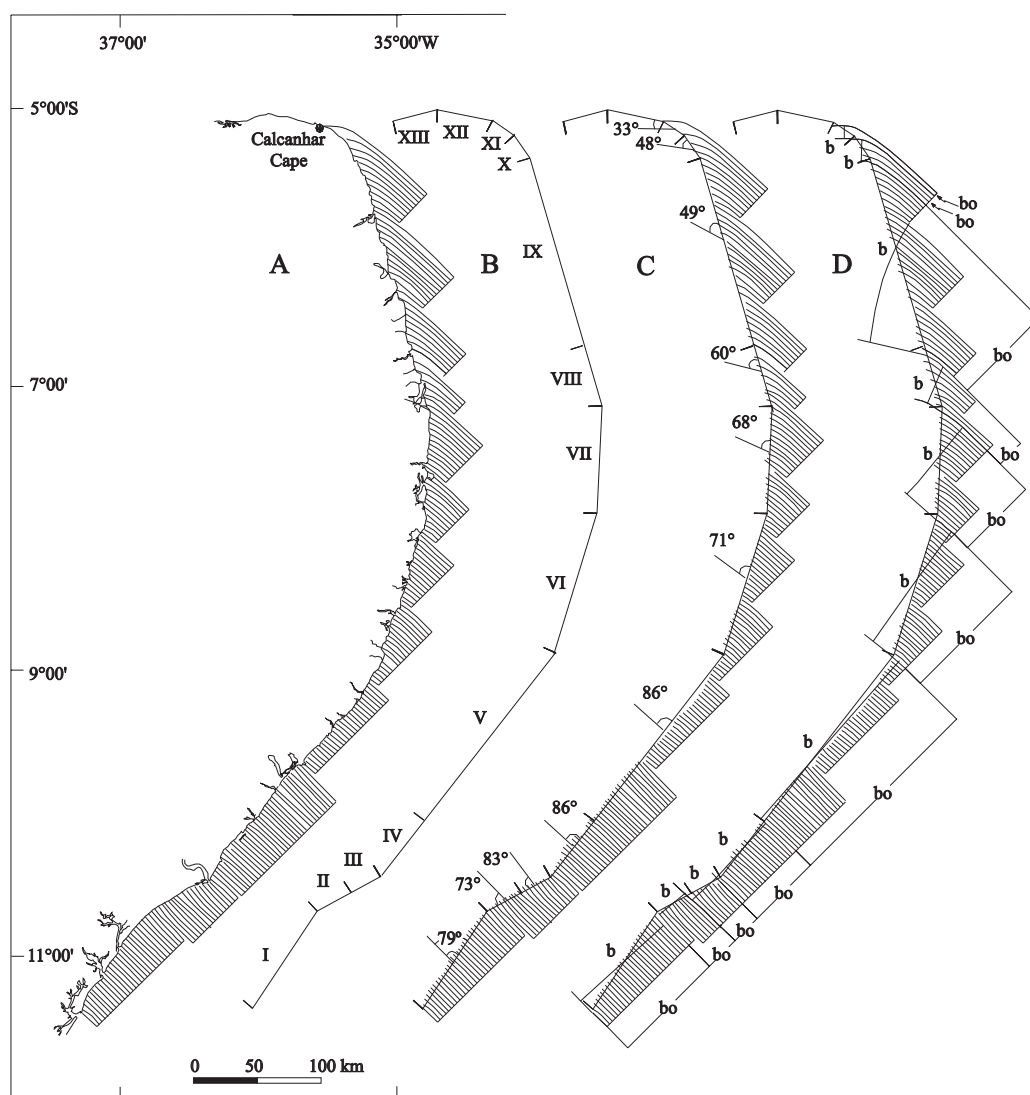 37°00' 35°00'W
5°00'S
Calcanhar
Cape
XIII XII XI X
33°
48°
b
b
bo
bo
49°
IX
b
A B C D
60°
bo
VIII
7°00'
b
68°
VII
b
bo
71°
bo
VI
b
bo
9°00'
86°
V
b
bo
86°
IV
b
III
83°
b
II
73°
b
bo
79°
bo
11°00'
I
b
bo
bo
0 50 100 km